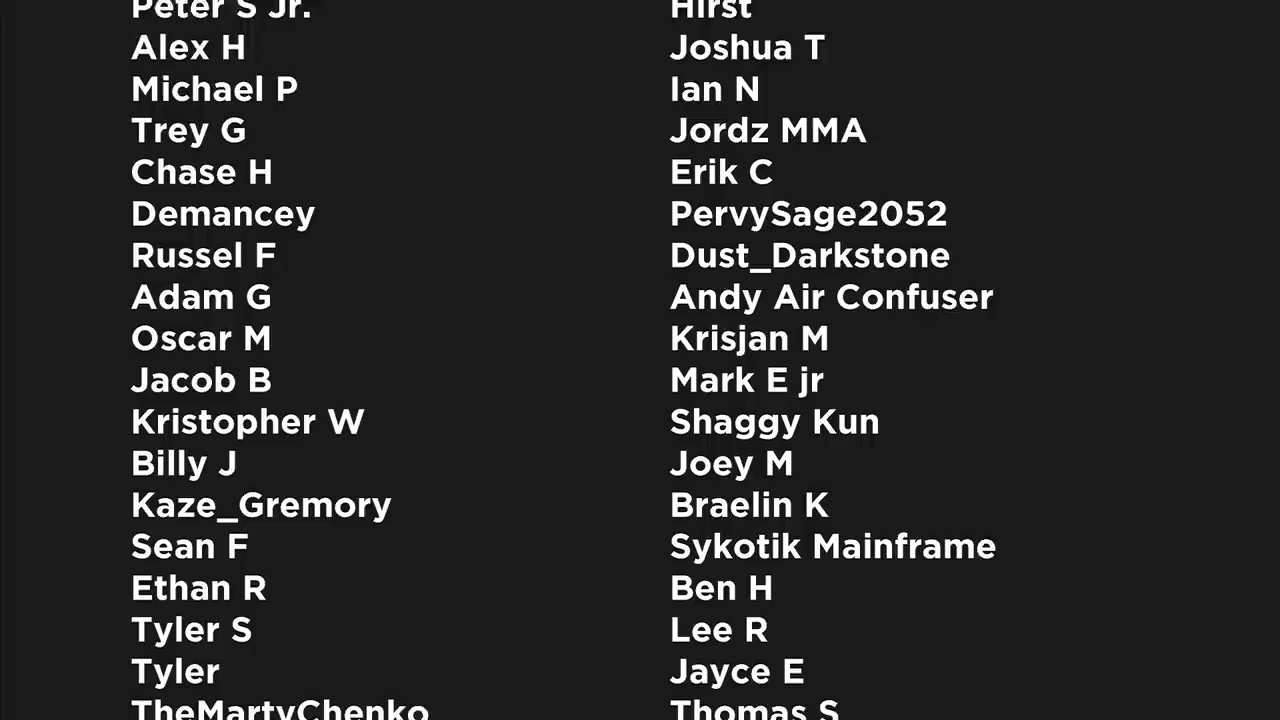 Peter S Jr.
Alex H
Michael P
Trey G
Chase H
Demancey
Russel F
Adam G
Oscar M
Jacob B
Kristopher W
Billy J
Kaze_Gremory
Sean F
Ethan R
Tyler S
Tyler
TheMartyChenko
Hirst
Joshua T
Ian N
Jordz MMA
Erik C
PervySage2052
Dust_Darkstone
Andy Air Confuser
Krisjan M
Mark E jr
Shaggy Kun
Joey M
Braelin K
Sykotik Mainframe
Ben H
Lee R
Jayce E
Thomas S